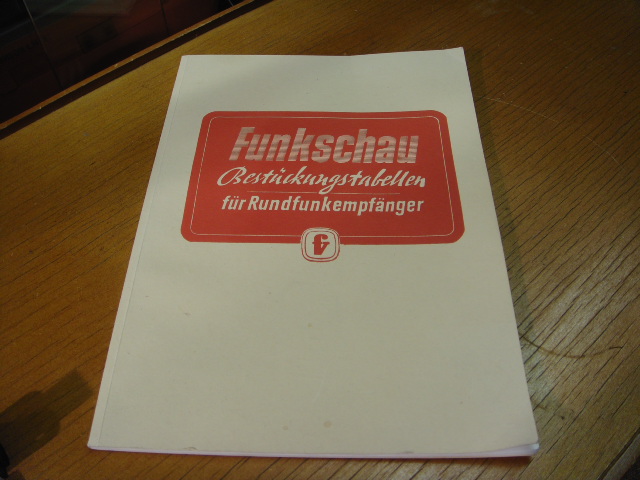 Funkschau
Bestückungstabellen
für Rundfunkempfänger